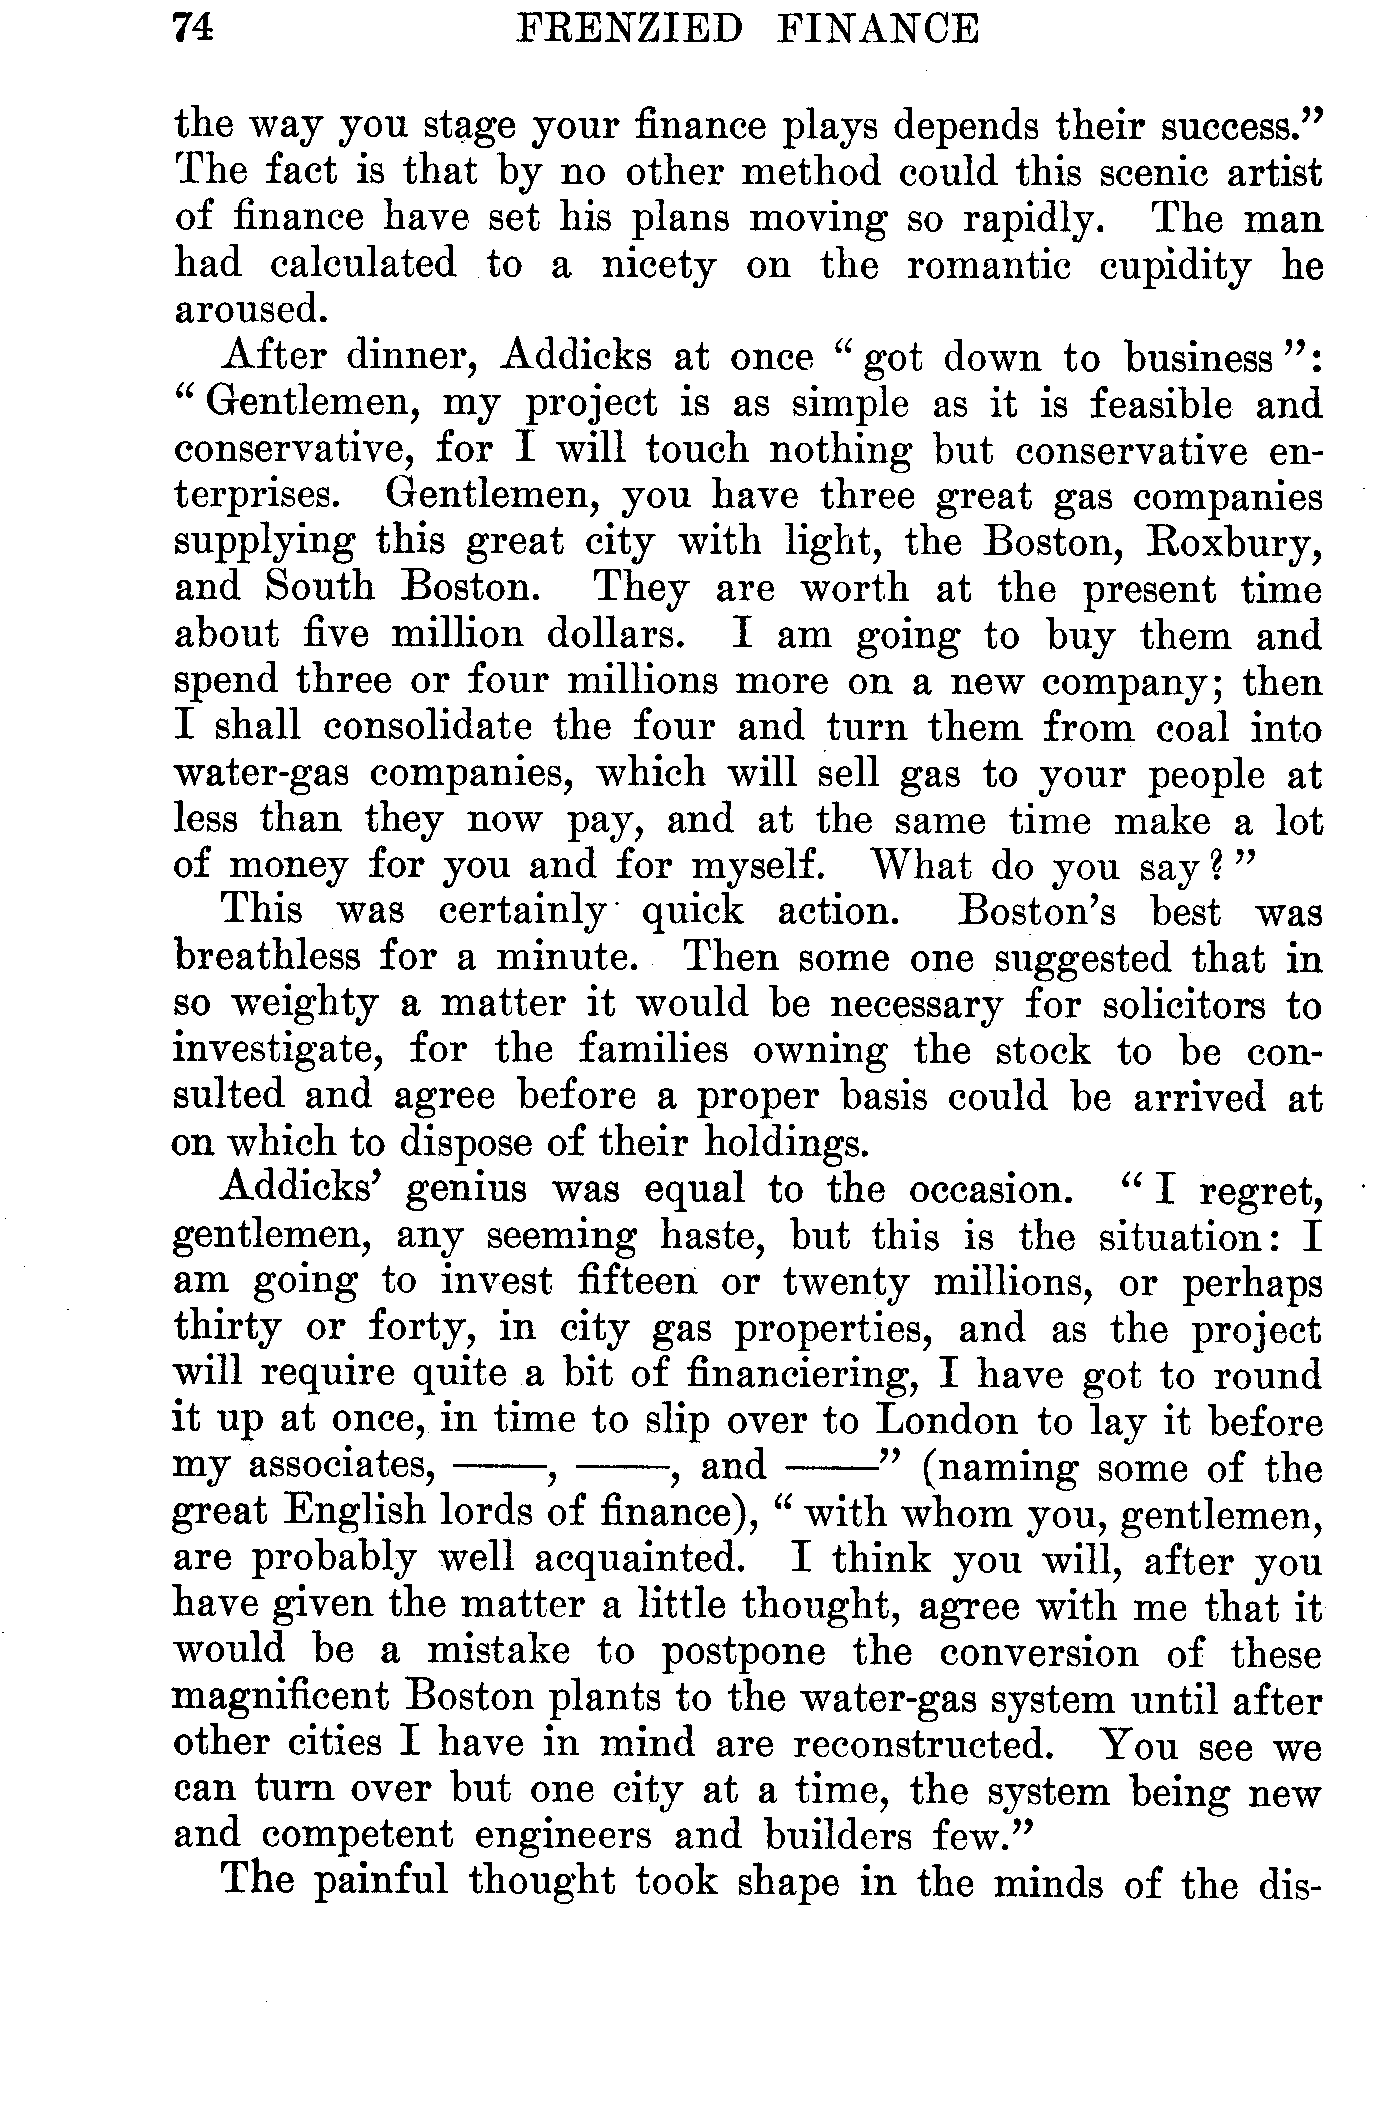 74 FRENZIED FINANCE
the way you stage your finance plays depends their success.”
The fact is that by no other method could this scenic artist
of finance have set his plans moving so rapidly. The man
had calculated to a nicety on the romantic cupidity he
aroused.
After dinner, Addicks at once “ got down to business ”:
“ Gentlemen, my project is as simple as it is feasible and
conservative, for I will touch nothing but conservative en-
terprises. Gentlemen, you have three great gas companies
supplying this great city with light, the Boston, Roxbury,
and South Boston. They are worth at the present time
about five million dollars. I am going to buy them and
spend three or four millions more on a new company; then
I shall consolidate the four and turn them from coal into
water-gas companies, which will sell gas to your people at
less than they now pay, and at the same time make a lot
of money for you and for myself. What do you say ? ”
This was certainly quick action. Boston’s best was
breathless for a minute. Then some one suggested that in
so weighty a matter it would be necessary for solicitors to
investigate, for the families owning the stock to be con-
sulted and agree before a proper basis could be arrived at
on which to dispose of their holdings.
Addicks’ genius was equal to the occasion. “ I regret,
gentlemen, any seeming haste, but this is the situation: I
am going to invest fifteen or twenty millions, or perhaps
thirty or forty, in city gas properties, and as the project
will require quite a bit of financiering, I have got to round
it up at once, in time to slip over to London to lay it before
my associates, ——, ——, and ——” (naming some of the
great English lords of finance), “ with whom you, gentlemen,
are probably well acquainted. I think you will, after you
have given the matter a little thought, agree with me that it
would be a mistake to postpone the conversion of these
magnificent Boston plants to the water-gas system until after
other cities I have in mind are reconstructed. You see we
can turn over but one city at a time, the system being new
and competent engineers and builders few.”
The painful thought took shape in the minds of the dis-